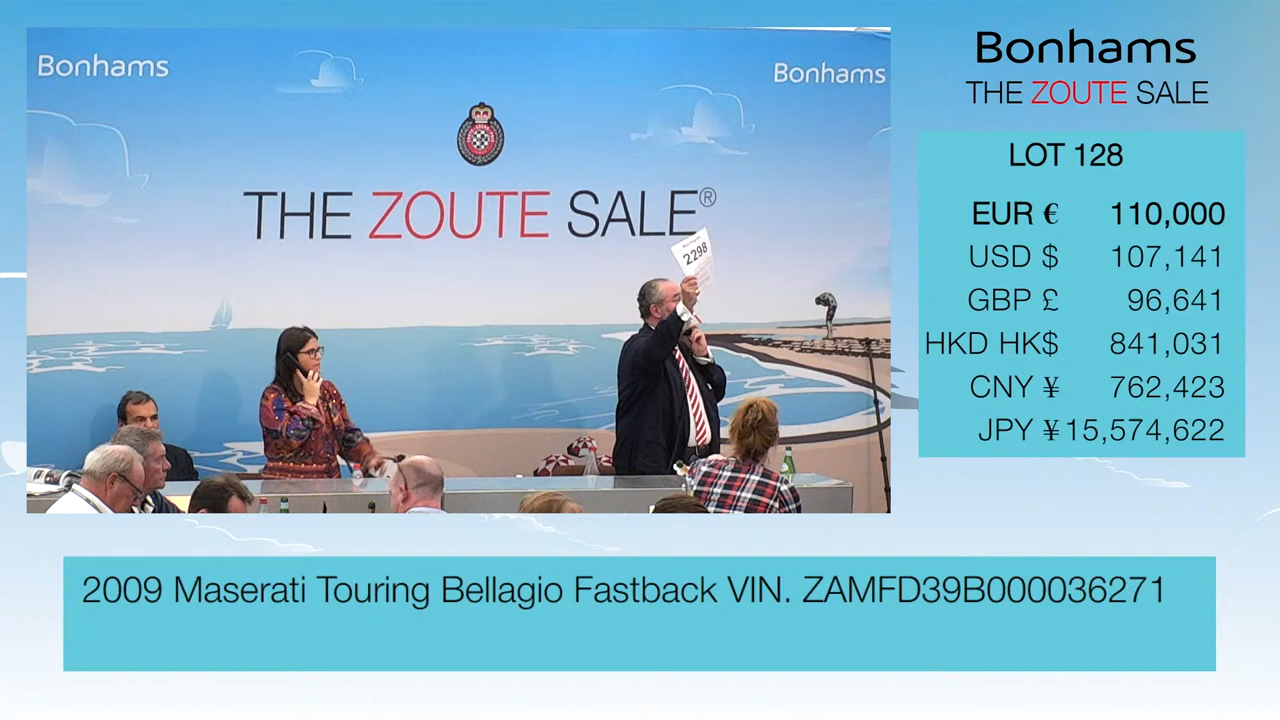 Bonhams
Bonhams
THE ZOUTE SALE®
Bonhams
2298
Bonhams
THE ZOUTE SALE
LOT 128
EUR € 110,000
USD $ 107,141
GBP £ 96,641
HKD HK$ 841,031
CNY ¥ 762,423
JPY ¥ 15,574,622
2009 Maserati Touring Bellagio Fastback VIN. ZAMFD39B000036271